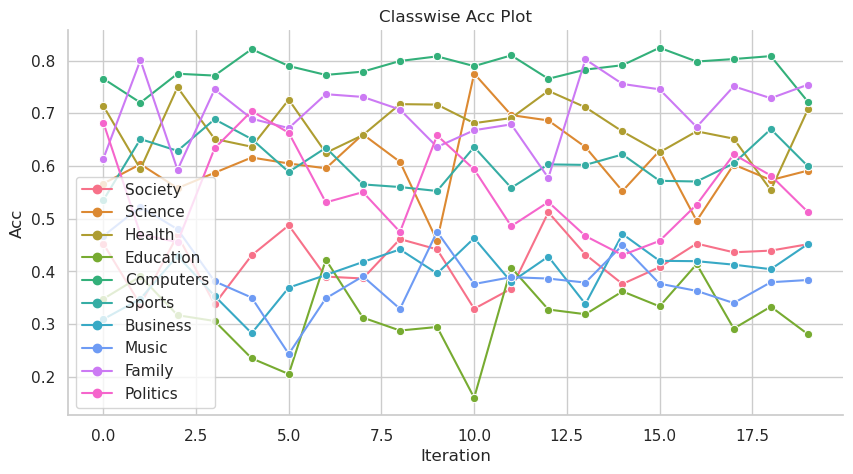 Classwise Acc Plot
Acc
0.8
0.7
0.6
0.5
0.4
0.3
0.2
Society
Science
Health
Education
Computers
Sports
Business
Music
Family
Politics
0.0 2.5 5.0 7.5 10.0 12.5 15.0 17.5
Iteration